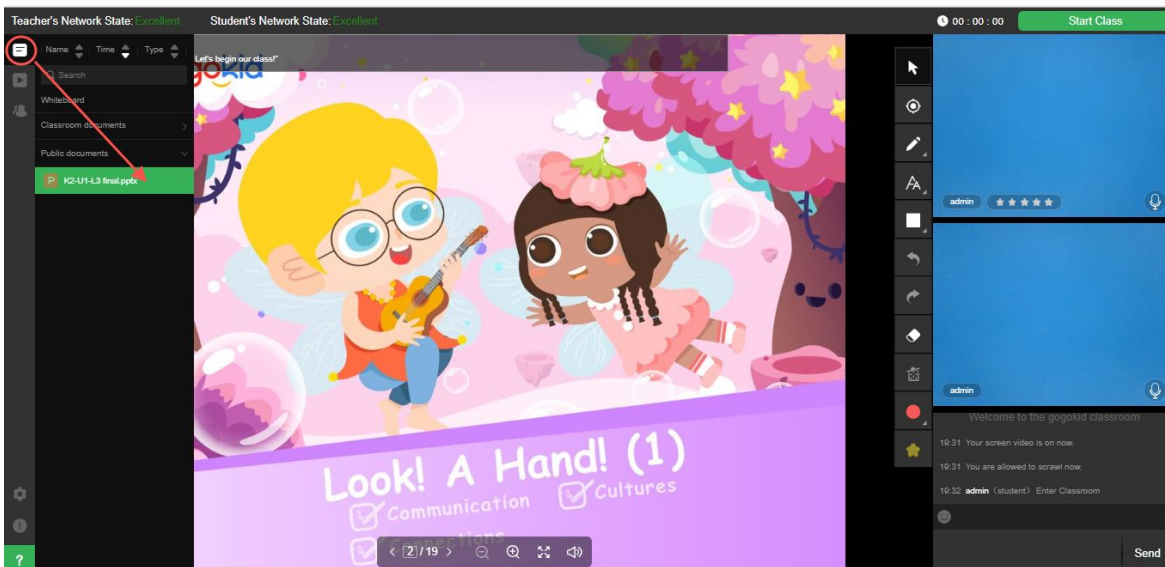 Teacher's Network State: Excellent
Student's Network State: Excellent
00 : 00 : 00
Start Class
Name
Time
Type
Search
Whiteboard
Classroom documents
Public documents
P K2-U1-L3 final.pptx
Let's begin our class!"
gokid
Look! A Hand! (1)
Communication
Cultures
Connections
2 / 19
admin
admin
Welcome to the gogokid classroom
19:31 Your screen video is on now.
19:31 You are allowed to scrawl now.
19:32 admin (student) Enter Classroom
Send
?